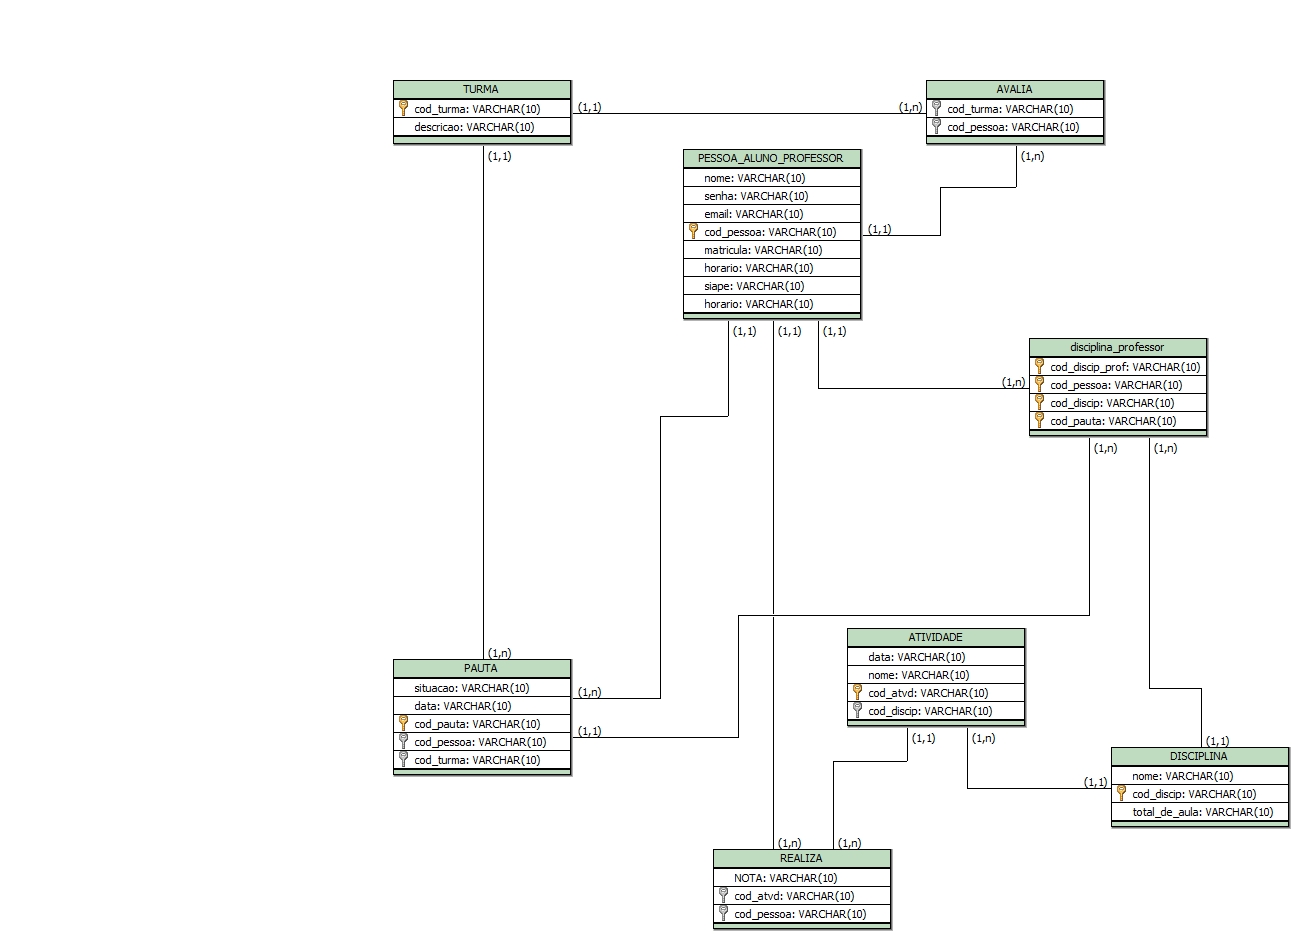 TURMA
cod_turma: VARCHAR(10)
descricao: VARCHAR(10)
(1,1)
(1,n)
(1,1)
AVALIA
cod_turma: VARCHAR(10)
cod_pessoa: VARCHAR(10)
(1,n)
PESSOA_ALUNO_PROFESSOR
nome: VARCHAR(10)
senha: VARCHAR(10)
email: VARCHAR(10)
cod_pessoa: VARCHAR(10)
matricula: VARCHAR(10)
horario: VARCHAR(10)
siape: VARCHAR(10)
horario: VARCHAR(10)
(1,1)
(1,1)
(1,1)
(1,1)
disciplina_professor
cod_discip_prof: VARCHAR(10)
cod_pessoa: VARCHAR(10)
cod_discip: VARCHAR(10)
cod_pauta: VARCHAR(10)
(1,n)
(1,n)
(1,n)
(1,n)
PAUTA
situacao: VARCHAR(10)
data: VARCHAR(10)
cod_pauta: VARCHAR(10)
cod_pessoa: VARCHAR(10)
cod_turma: VARCHAR(10)
(1,n)
(1,1)
ATIVIDADE
data: VARCHAR(10)
nome: VARCHAR(10)
cod_atvd: VARCHAR(10)
cod_discip: VARCHAR(10)
(1,1)
(1,n)
(1,1)
(1,1)
DISCIPLINA
nome: VARCHAR(10)
cod_discip: VARCHAR(10)
total_de_aula: VARCHAR(10)
(1,n)
(1,n)
REALIZA
NOTA: VARCHAR(10)
cod_atvd: VARCHAR(10)
cod_pessoa: VARCHAR(10)